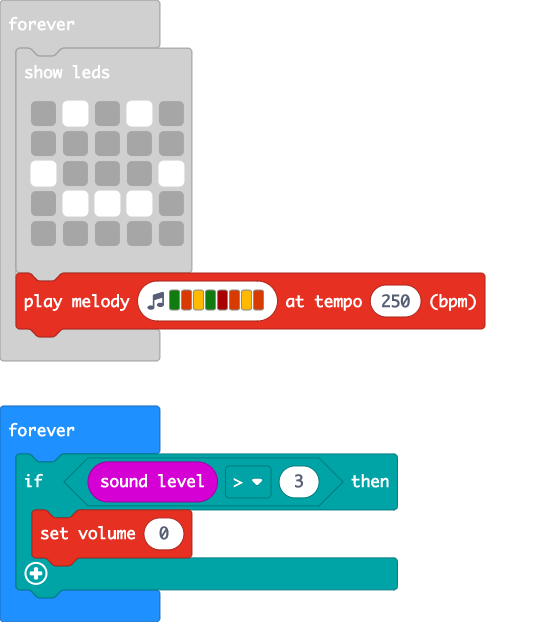 forever
show leds
play melody at tempo 250 (bpm)
forever
if sound level > 3 then
set volume 0